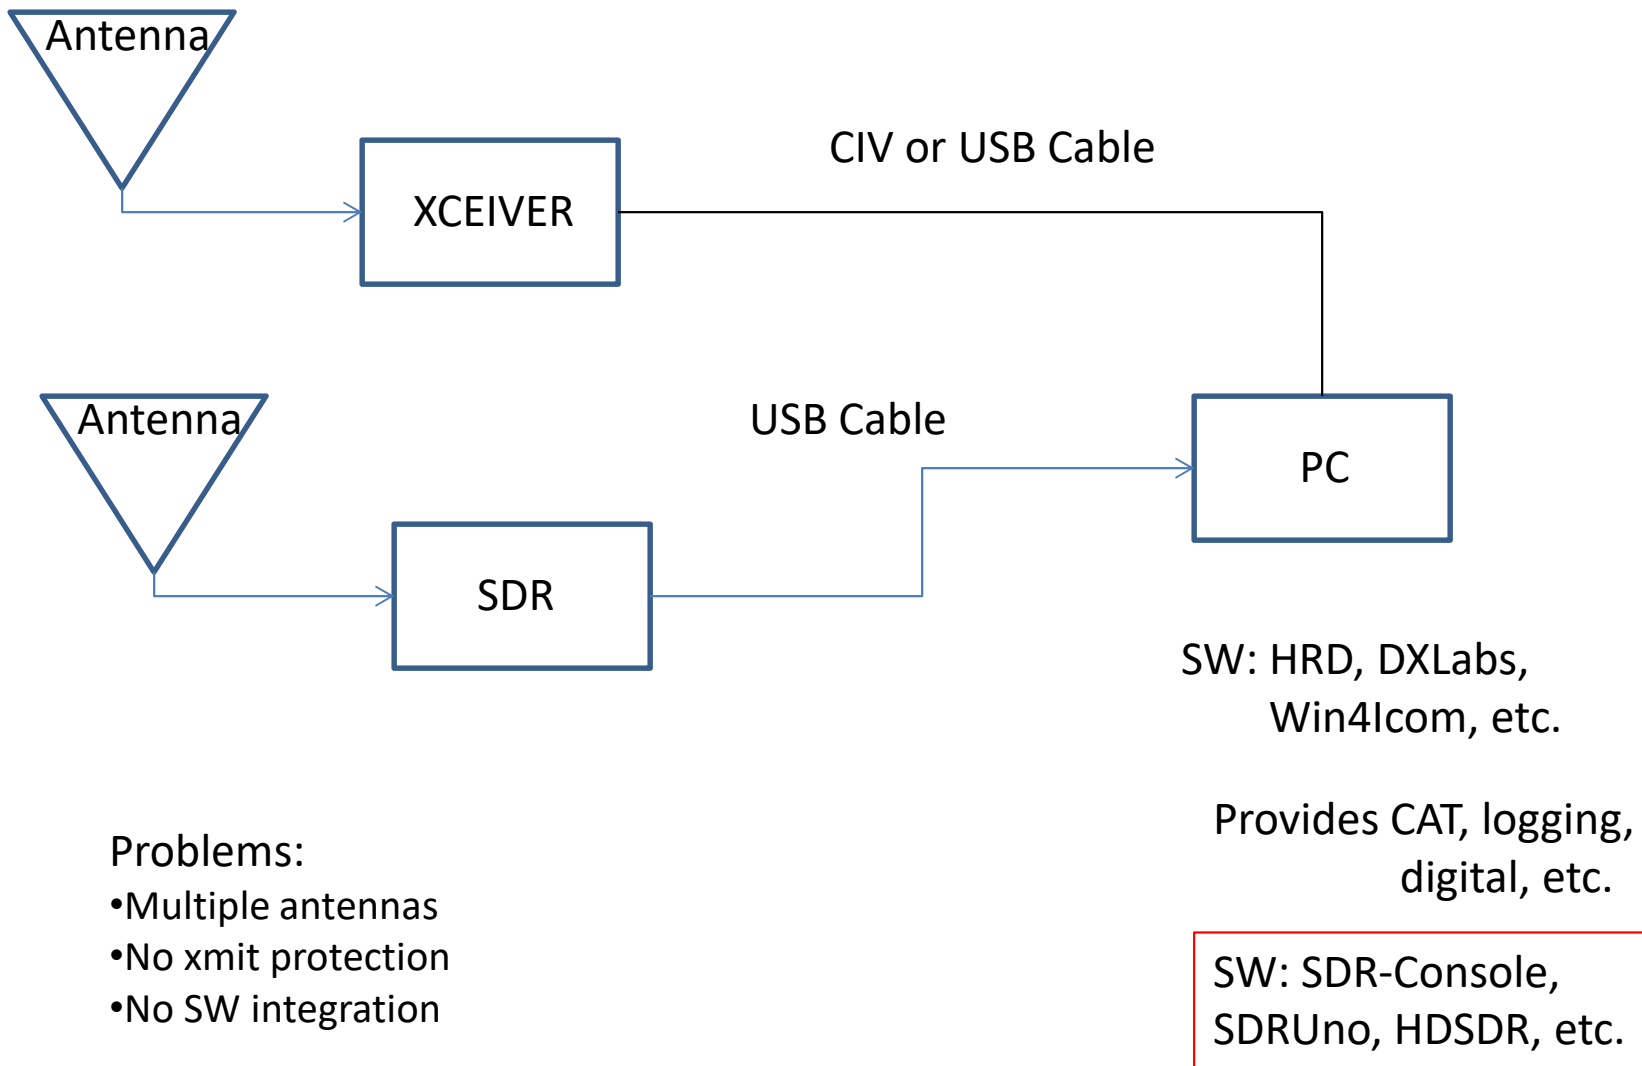 Antenna
CIV or USB Cable
XCEIVER
Antenna
USB Cable
PC
SDR
SW: HRD, DXLabs,
Win4Icom, etc.
Provides CAT, logging,
digital, etc.
Problems:
•Multiple antennas
•No xmit protection
•No SW integration
SW: SDR-Console,
SDRUno, HDSDR, etc.